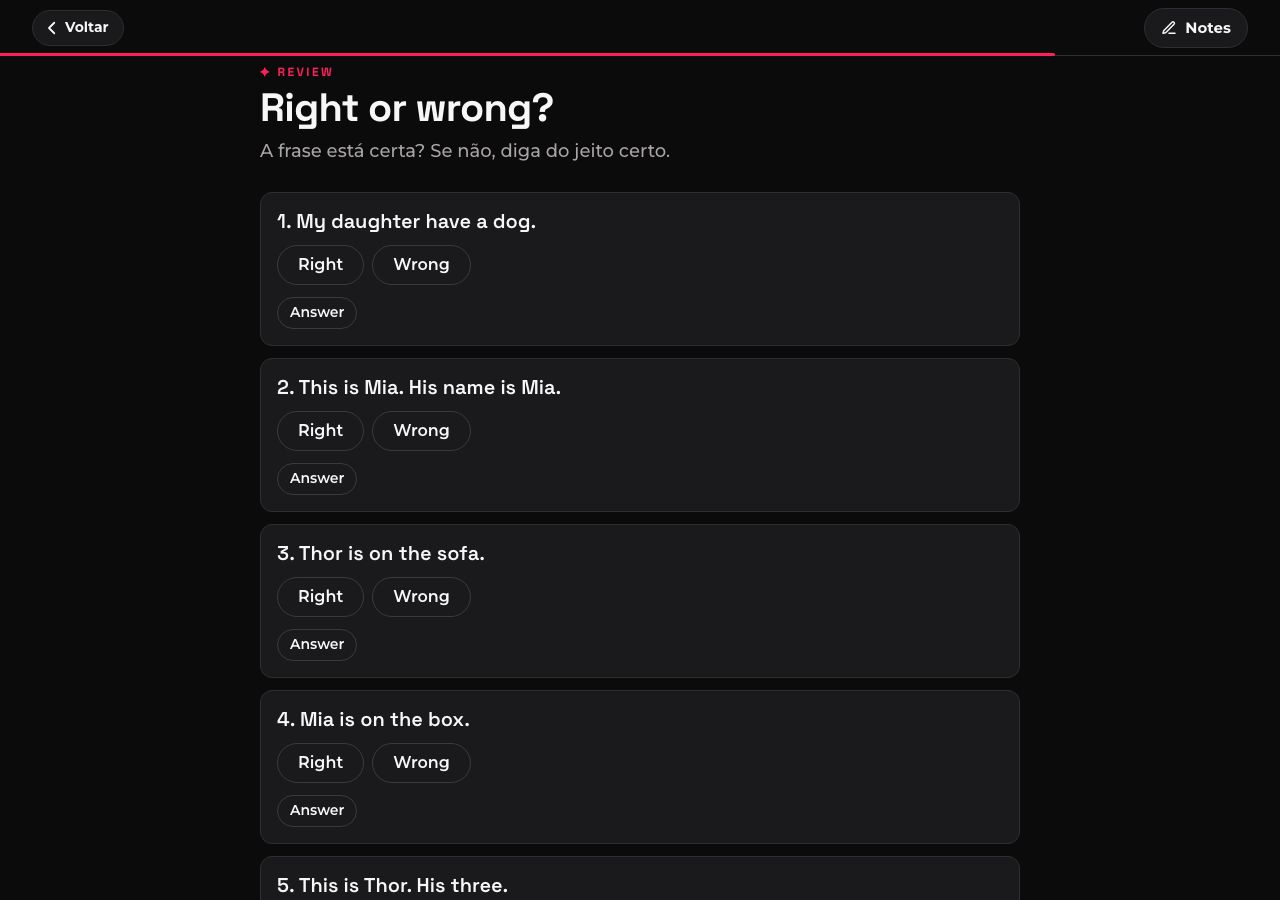 Voltar
Notes
REVIEW
Right or wrong?
A frase está certa? Se não, diga do jeito certo.
1. My daughter have a dog.
Right Wrong
Answer
2. This is Mia. His name is Mia.
Right Wrong
Answer
3. Thor is on the sofa.
Right Wrong
Answer
4. Mia is on the box.
Right Wrong
Answer
5. This is Thor. His three.